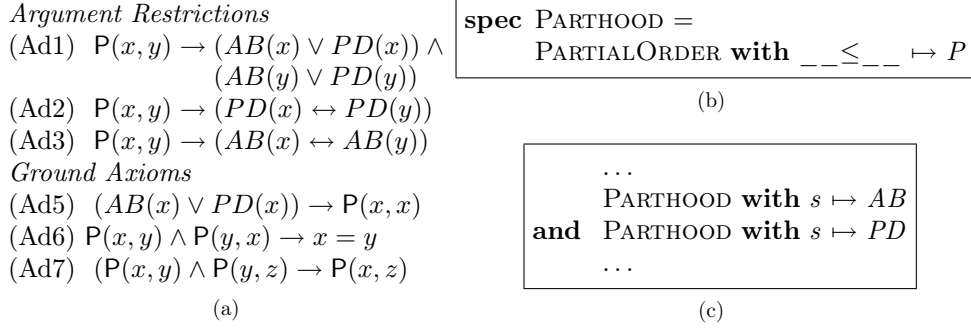 Argument Restrictions
(Ad1) P(x, y) → (AB(x) ∨ PD(x)) ∧
(AB(y) ∨ PD(y))
(Ad2) P(x, y) → (PD(x) ↔ PD(y))
(Ad3) P(x, y) → (AB(x) ↔ AB(y))
Ground Axioms
(Ad5) (AB(x) ∨ PD(x)) → P(x, x)
(Ad6) P(x, y) ∧ P(y, x) → x = y
(Ad7) (P(x, y) ∧ P(y, z) → P(x, z)
(a)
spec PARTHOOD =
PARTIALORDER with __≤__ ↦ P
(b)
...
PARTHOOD with s ↦ AB
and PARTHOOD with s ↦ PD
...
(c)